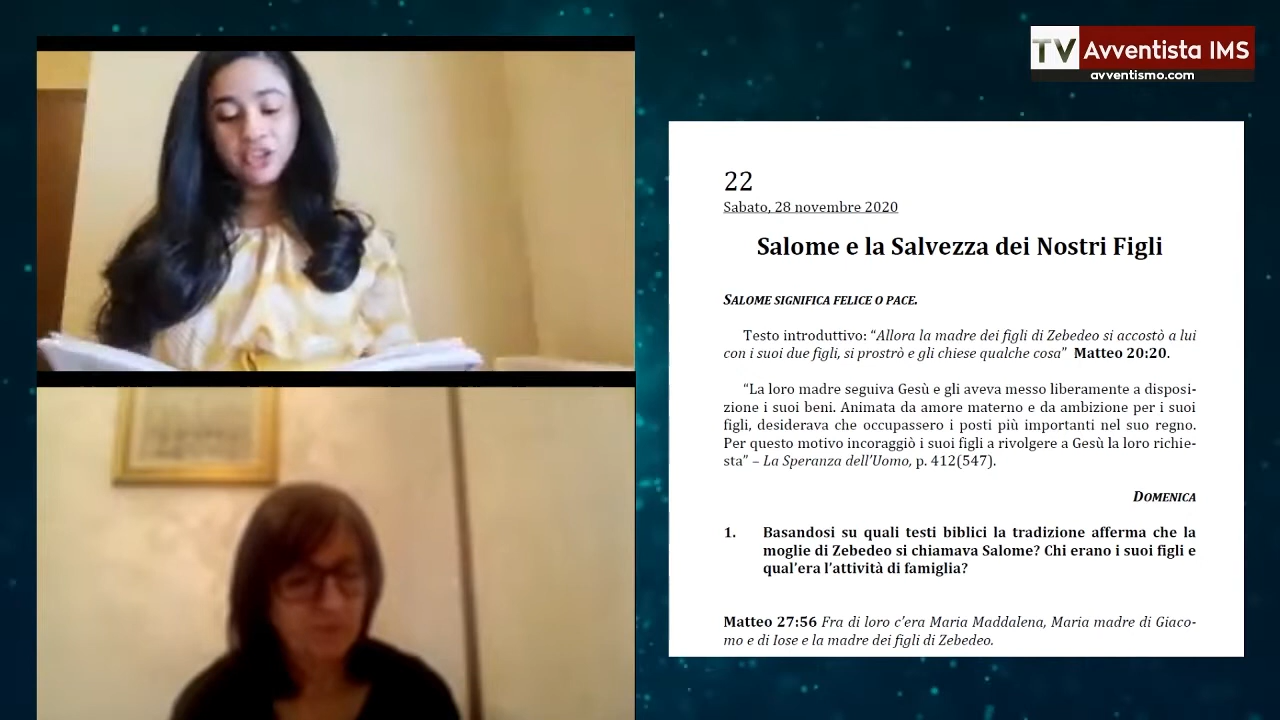 TV Avventista IMS
avventismo.com
22
Sabato, 28 novembre 2020
Salome e la Salvezza dei Nostri Figli
SALOME SIGNIFICA FELICE O PACE.
Testo introduttivo: “Allora la madre dei figli di Zebedeo si accostò a lui
con i suoi due figli, si prostrò e gli chiese qualche cosa” Matteo 20:20.
“La loro madre seguiva Gesù e gli aveva messo liberamente a disposi-
zione i suoi beni. Animata da amore materno e da ambizione per i suoi
figli, desiderava che occupassero i posti più importanti nel suo regno.
Per questo motivo incoraggiò i suoi figli a rivolgere a Gesù la loro richie-
sta” – La Speranza dell’Uomo, p. 412(547).
DOMENICA
1. Basandosi su quali testi biblici la tradizione afferma che la
moglie di Zebedeo si chiamava Salome? Chi erano i suoi figli e
qual’era l’attività di famiglia?
Matteo 27:56 Fra di loro c’era Maria Maddalena, Maria madre di Giaco-
mo e di Iose e la madre dei figli di Zebedeo.